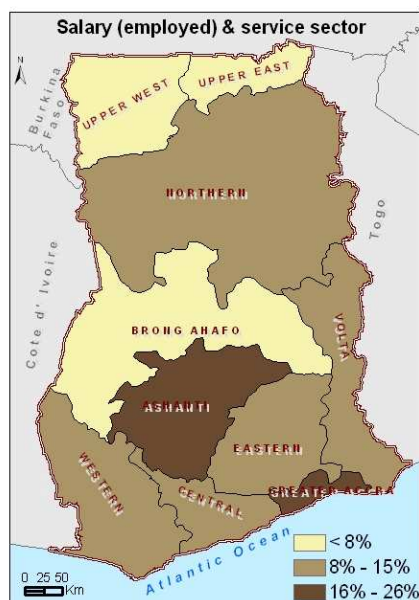 Salary (employed) & service sector
N
Burkina
Faso
UPPER WEST
UPPER EAST
NORTHERN
Togo
Cote d' Ivoire
BRONG AHAFO
VOLTA
ASHANTI
EASTERN
WESTERN
CENTRAL
GREATER ACCRA
Atlantic Ocean
< 8%
8% - 15%
16% - 26%
0 25 50
Km